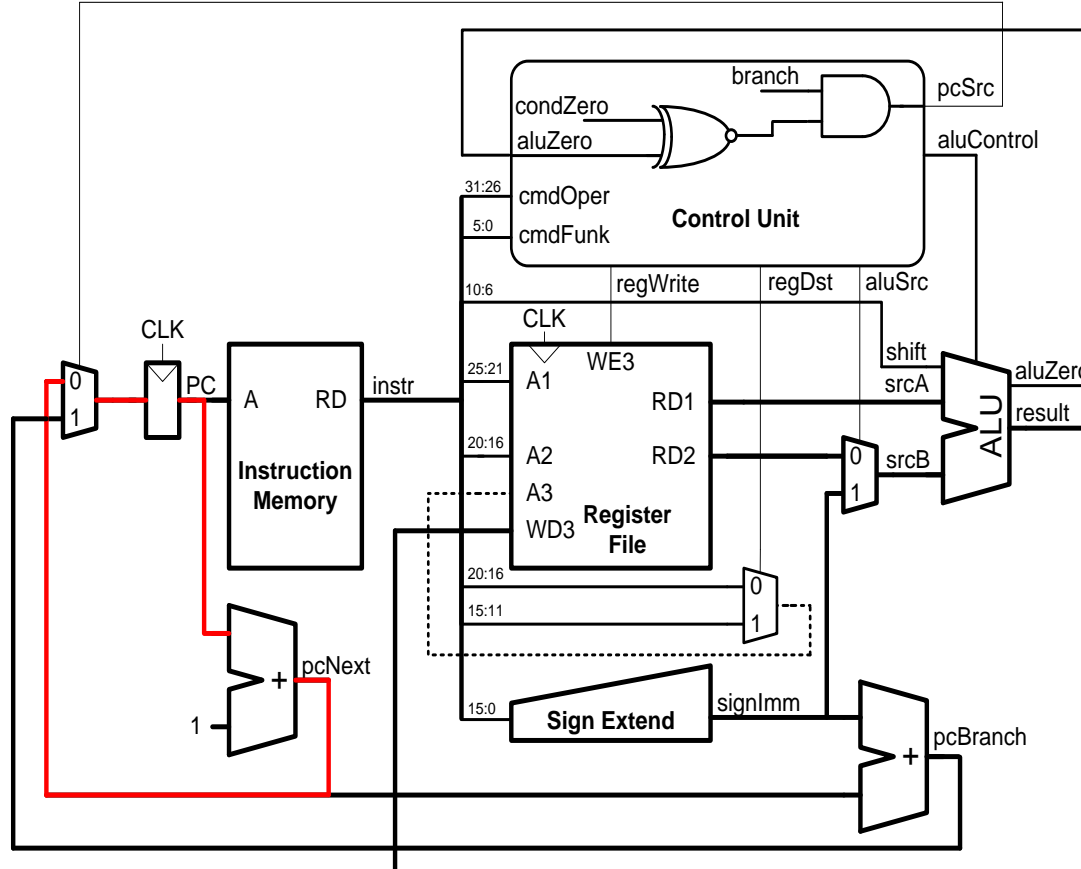 branch
pcSrc
condZero
aluZero
aluControl
31:26
cmdOper
Control Unit
5:0
cmdFunk
regWrite
regDst
aluSrc
10:6
CLK
CLK
shift
WE3
0
PC
instr
25:21
A1
srcA
aluZero
A
RD
RD1
ALU
result
1
20:16
A2
RD2
0
srcB
Instruction
Memory
A3
1
Register
File
WD3
20:16
0
15:11
1
pcNext
+
signImm
15:0
Sign Extend
1
pcBranch
+